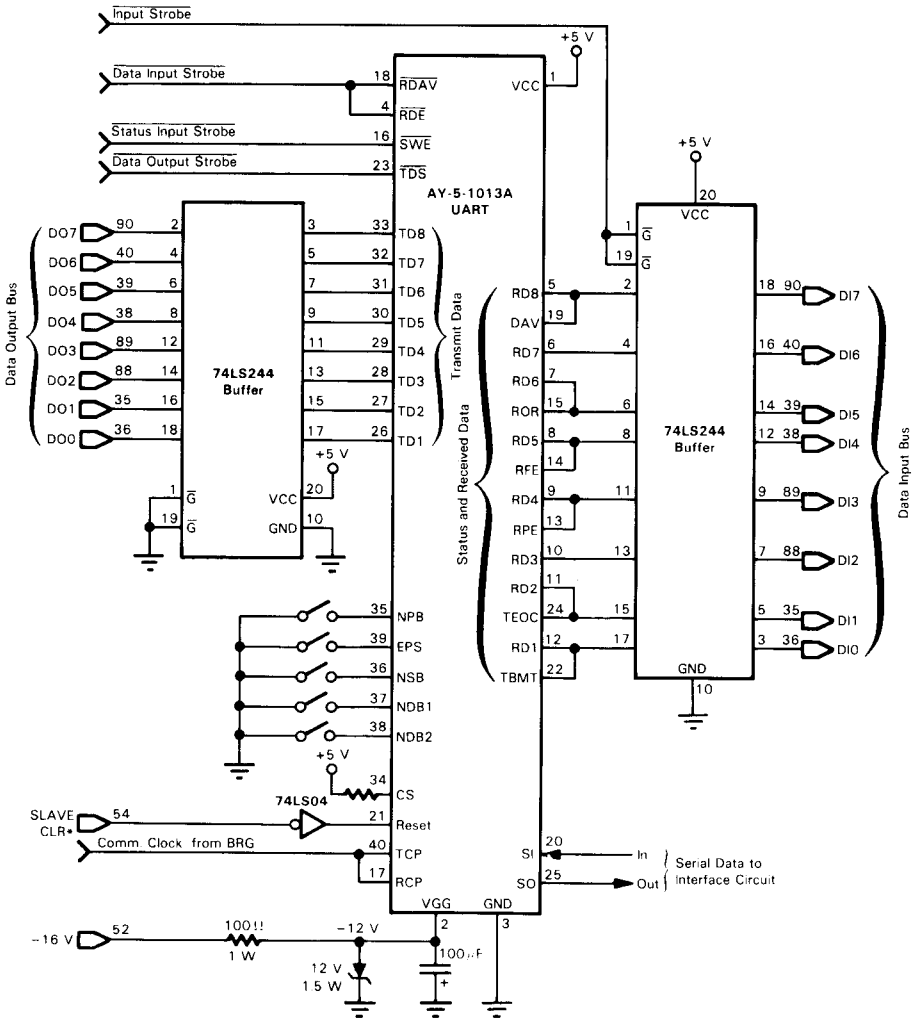 Input Strobe
+5 V
Data Input Strobe
18 RDAV
VCC 1
4 RDE
Status Input Strobe
16 SWE
Data Output Strobe
23 TDS
AY-5-1013A
UART
+5 V
20
VCC
1 G
19 G
Data Output Bus
DO7 90 2 3 33 TD8
DO6 40 4 5 32 TD7
DO5 39 6 7 31 TD6
DO4 38 8 9 30 TD5
DO3 89 12 11 29 TD4
DO2 88 14 13 28 TD3
DO1 35 16 15 27 TD2
DO0 36 18 17 26 TD1
74LS244
Buffer
Transmit Data
+5 V
1 G
VCC 20
19 G
GND 10
Status and Received Data
RD8 5 2 18 90 DI7
DAV 19
RD7 6 4 16 40 DI6
RD6 7
ROR 15 6 14 39 DI5
RD5 8 8 12 38 DI4
RFE 14
RD4 9 11 9 89 DI3
RPE 13
RD3 10 13 7 88 DI2
RD2 11
TEOC 24 15 5 35 DI1
RD1 12 17 3 36 DI0
TBMT 22
74LS244
Buffer
GND
10
Data Input Bus
35 NPB
39 EPS
36 NSB
37 NDB1
38 NDB2
+5 V
34 CS
74LS04
SLAVE
CLR*
54
21 Reset
Comm. Clock from BRG
40 TCP
17 RCP
SI 20 In
SO 25 Out
Serial Data to
Interface Circuit
VGG
2
GND
3
-16 V 52
100Ω
1 W
-12 V
12 V
1.5 W
100μF
+